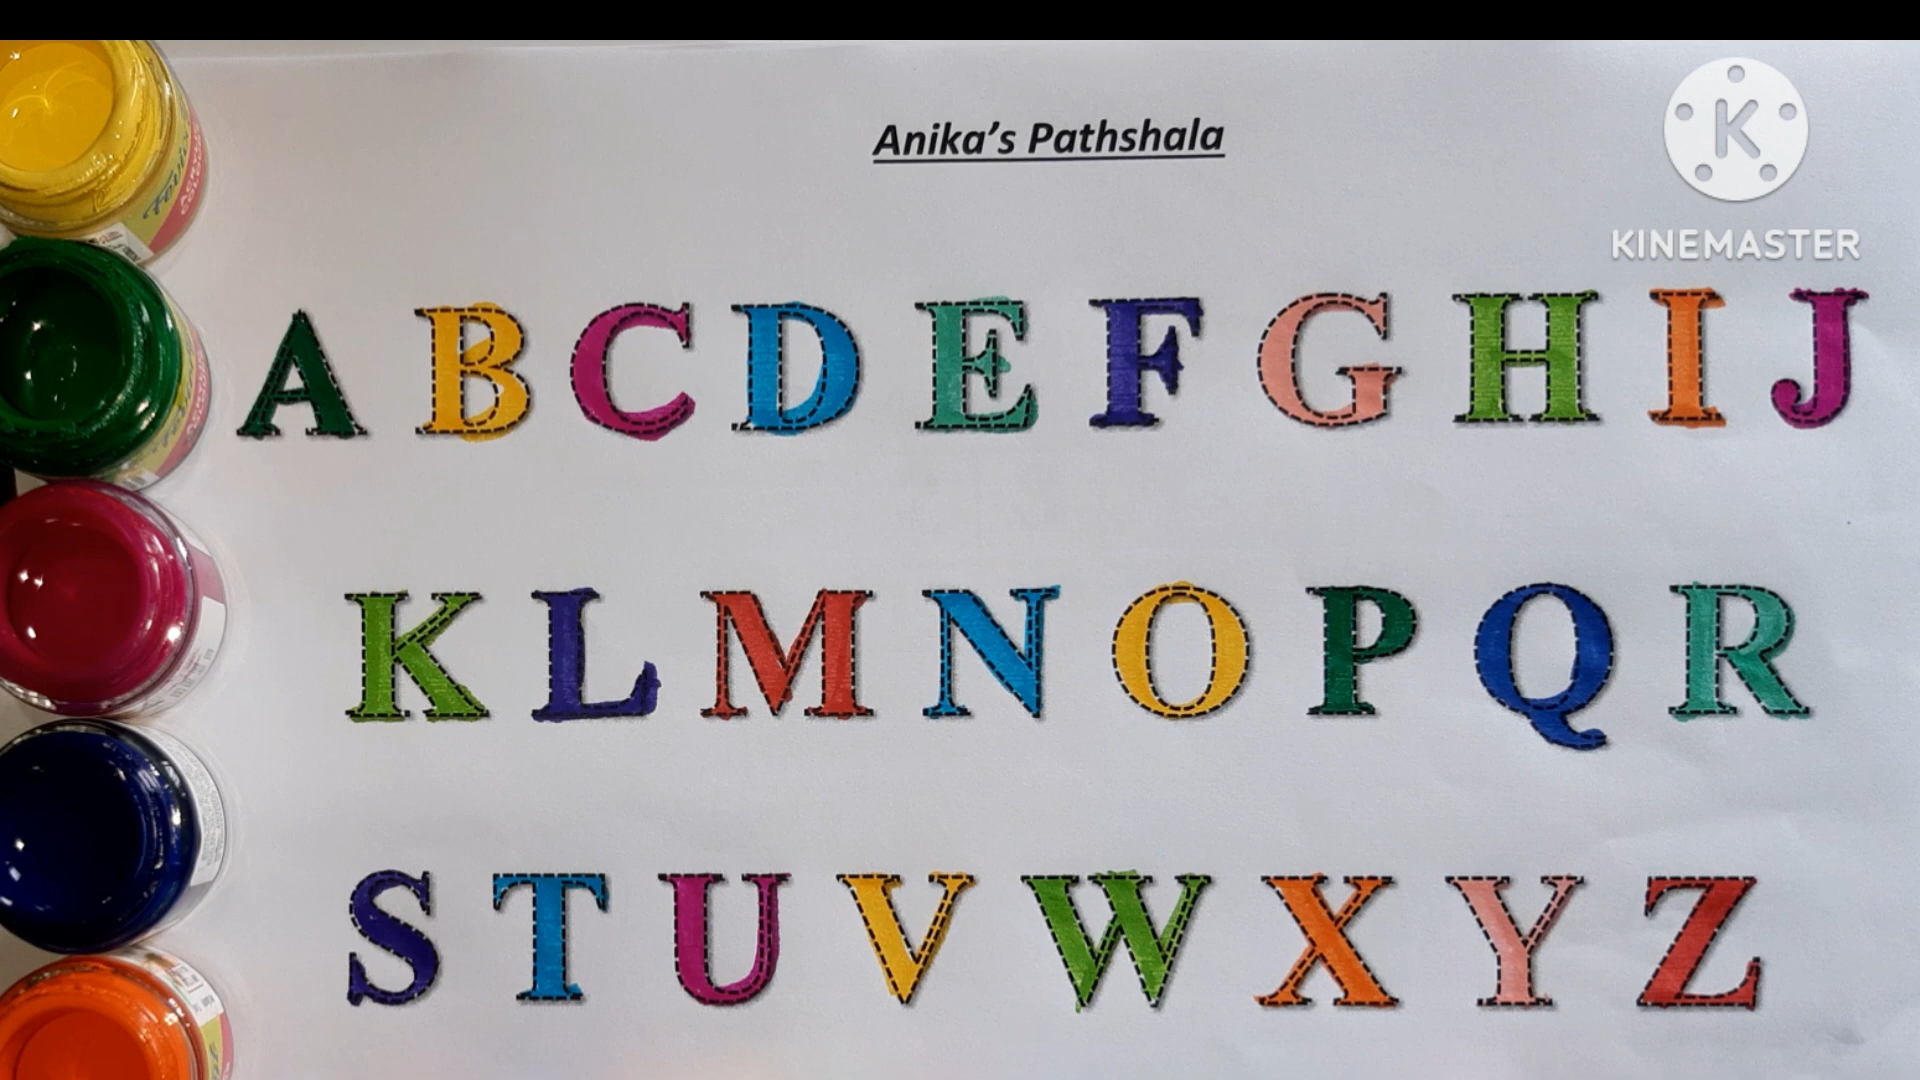 Anika's Pathshala
K
KINEMASTER
A B C D E F G H I J
K L M N O P Q R
S T U V W X Y Z